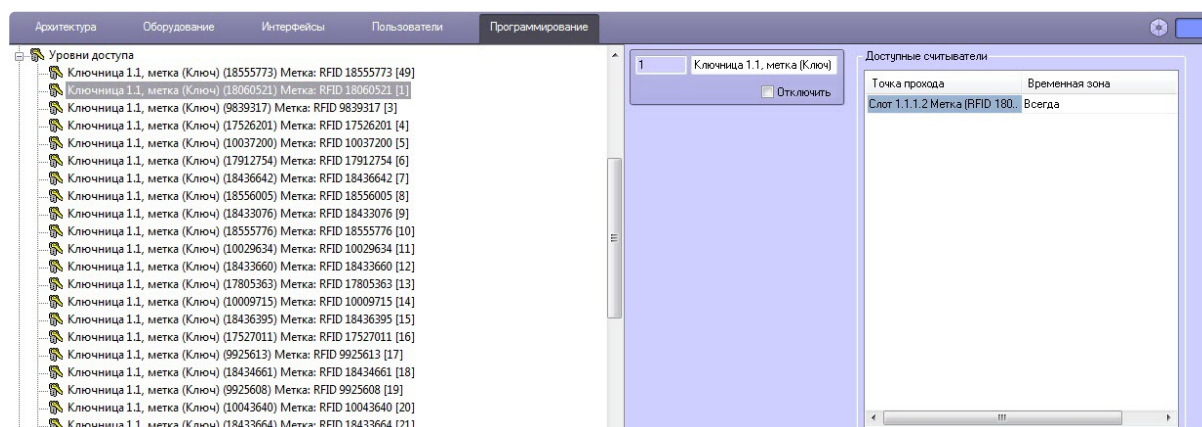 Архитектура Оборудование Интерфейсы Пользователи Программирование
Уровни доступа
Ключница 1.1, метка (Ключ) (18555773) Метка: RFID 18555773 [49]
Ключница 1.1, метка (Ключ) (18060521) Метка: RFID 18060521 [1]
Ключница 1.1, метка (Ключ) (9839317) Метка: RFID 9839317 [3]
Ключница 1.1, метка (Ключ) (17526201) Метка: RFID 17526201 [4]
Ключница 1.1, метка (Ключ) (10037200) Метка: RFID 10037200 [5]
Ключница 1.1, метка (Ключ) (17912754) Метка: RFID 17912754 [6]
Ключница 1.1, метка (Ключ) (18436642) Метка: RFID 18436642 [7]
Ключница 1.1, метка (Ключ) (18556005) Метка: RFID 18556005 [8]
Ключница 1.1, метка (Ключ) (18433076) Метка: RFID 18433076 [9]
Ключница 1.1, метка (Ключ) (18555776) Метка: RFID 18555776 [10]
Ключница 1.1, метка (Ключ) (10029634) Метка: RFID 10029634 [11]
Ключница 1.1, метка (Ключ) (18433660) Метка: RFID 18433660 [12]
Ключница 1.1, метка (Ключ) (17805363) Метка: RFID 17805363 [13]
Ключница 1.1, метка (Ключ) (10009715) Метка: RFID 10009715 [14]
Ключница 1.1, метка (Ключ) (18436395) Метка: RFID 18436395 [15]
Ключница 1.1, метка (Ключ) (17527011) Метка: RFID 17527011 [16]
Ключница 1.1, метка (Ключ) (9925613) Метка: RFID 9925613 [17]
Ключница 1.1, метка (Ключ) (18434661) Метка: RFID 18434661 [18]
Ключница 1.1, метка (Ключ) (9925608) Метка: RFID 9925608 [19]
Ключница 1.1, метка (Ключ) (10043640) Метка: RFID 10043640 [20]
Ключница 1.1, метка (Ключ) (18433664) Метка: RFID 18433664 [21]
1 Ключница 1.1, метка (Ключ)
Отключить
Доступные считыватели
Точка прохода Временная зона
Слот 1.1.1.2 Метка (RFID 180.. Всегда